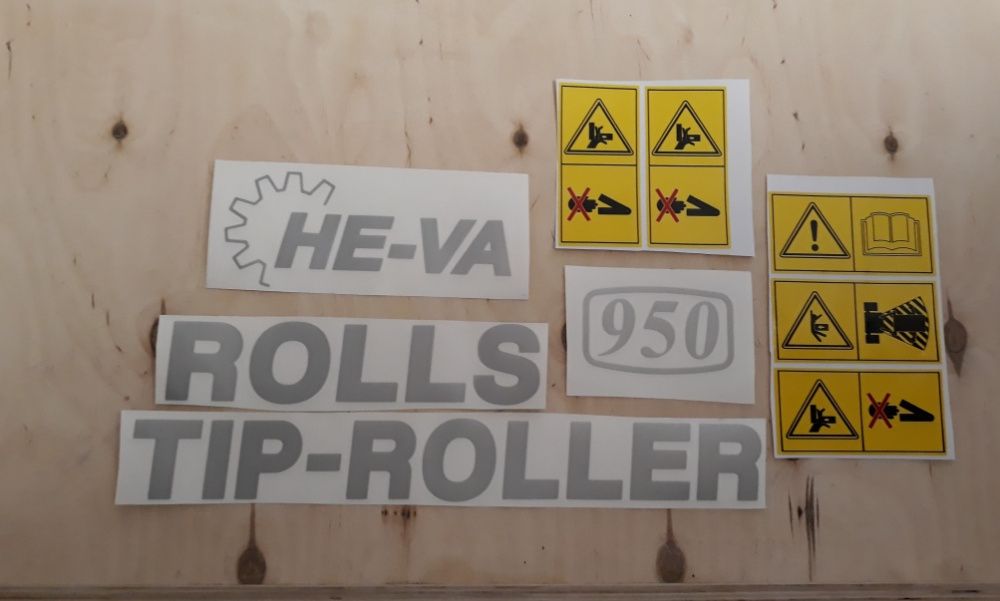 HE-VA
950
ROLLS
TIP-ROLLER